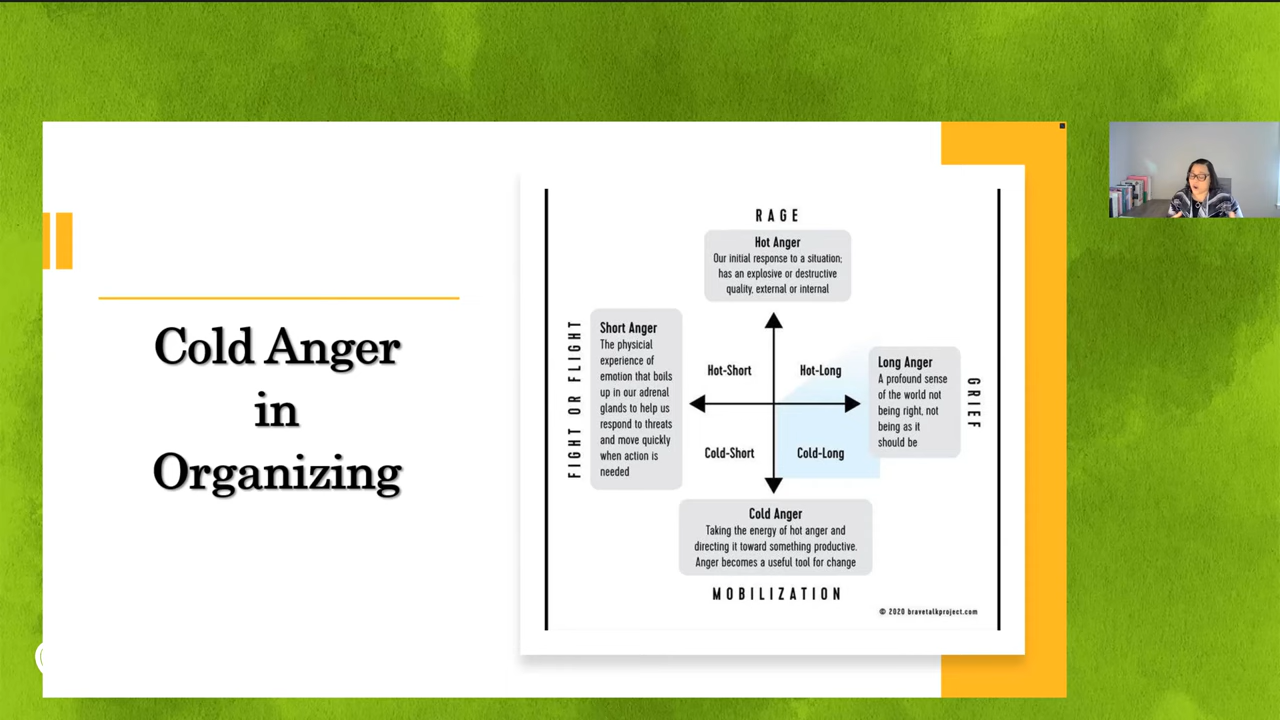 Cold Anger
in
Organizing
RAGE
Hot Anger
Our initial response to a situation;
has an explosive or destructive
quality, external or internal
FIGHT OR FLIGHT
Short Anger
The physicial
experience of
emotion that boils
up in our adrenal
glands to help us
respond to threats
and move quickly
when action is
needed
Hot-Short
Hot-Long
Cold-Short
Cold-Long
Long Anger
A profound sense
of the world not
being right, not
being as it
should be
GRIEF
Cold Anger
Taking the energy of hot anger and
directing it toward something productive.
Anger becomes a useful tool for change
MOBILIZATION
© 2020 bravetalkproject.com